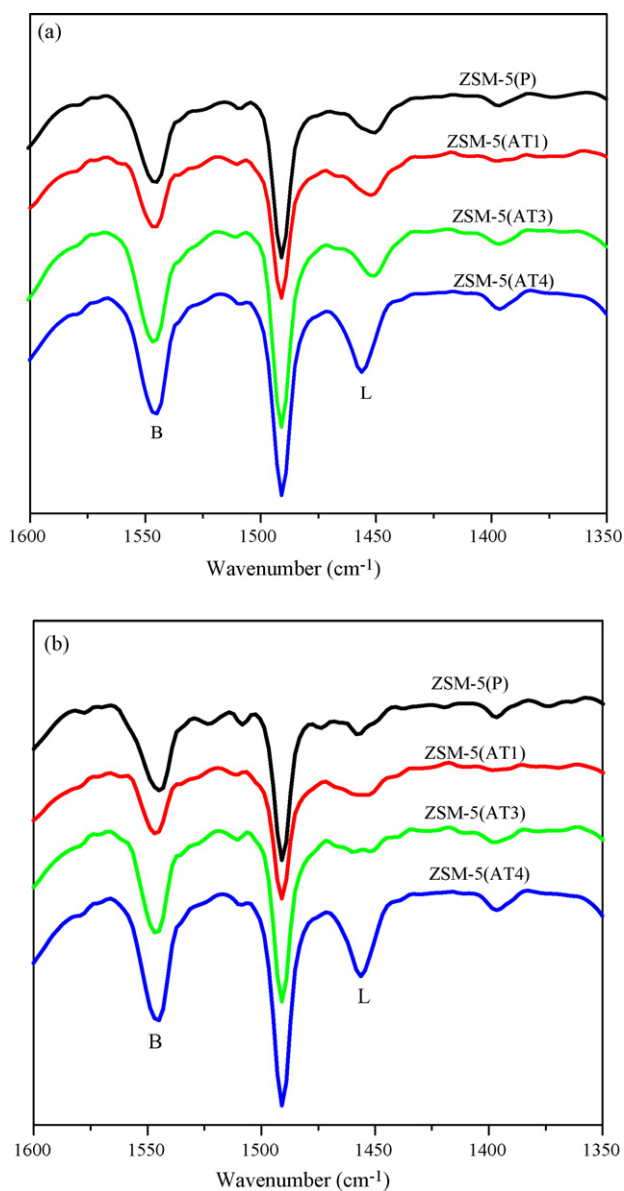 (a)
ZSM-5(P)
ZSM-5(AT1)
ZSM-5(AT3)
ZSM-5(AT4)
B
L
1600 1550 1500 1450 1400 1350
Wavenumber (cm-1)
(b)
ZSM-5(P)
ZSM-5(AT1)
ZSM-5(AT3)
ZSM-5(AT4)
B
L
1600 1550 1500 1450 1400 1350
Wavenumber (cm-1)